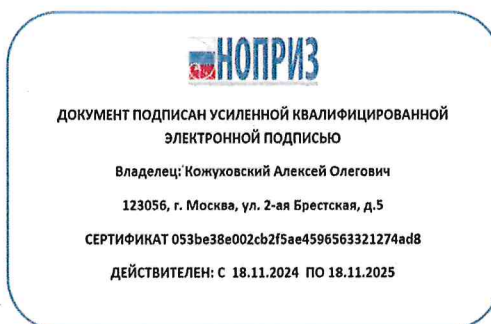 НОПРИЗ
ДОКУМЕНТ ПОДПИСАН УСИЛЕННОЙ КВАЛИФИЦИРОВАННОЙ
ЭЛЕКТРОННОЙ ПОДПИСЬЮ
Владелец: Кожуховский Алексей Олегович
123056, г. Москва, ул. 2-ая Брестская, д.5
СЕРТИФИКАТ 053be38e002cb2f5ae4596563321274ad8
ДЕЙСТВИТЕЛЕН: С 18.11.2024 ПО 18.11.2025